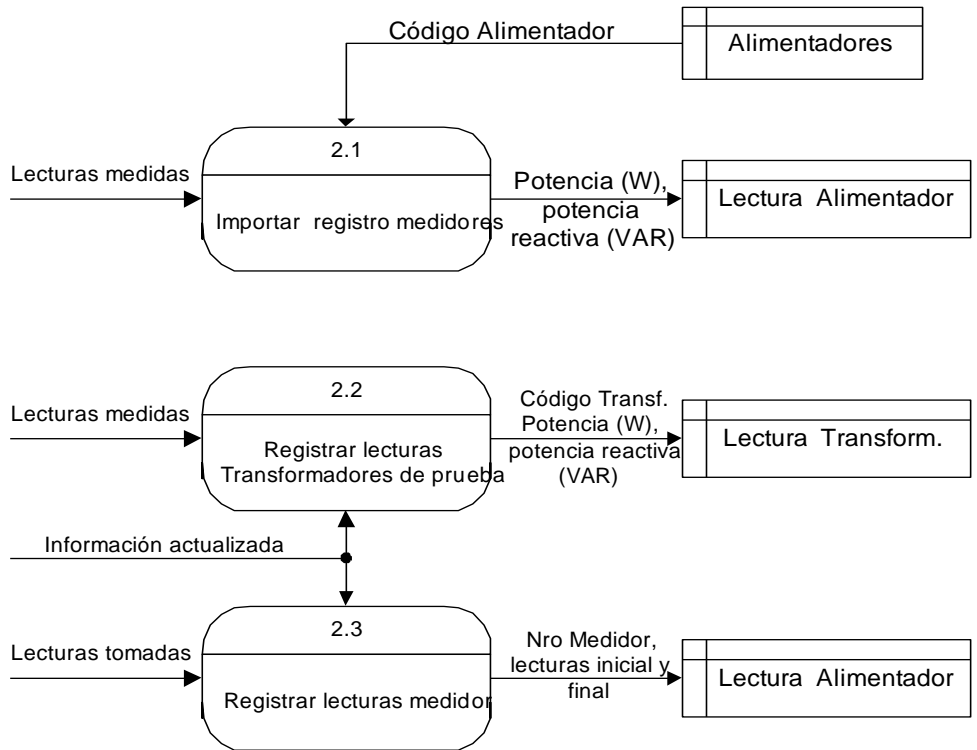 Código Alimentador
Alimentadores
2.1
Lecturas medidas
Importar registro medidores
Potencia (W),
potencia
reactiva (VAR)
Lectura Alimentador
2.2
Lecturas medidas
Registrar lecturas
Transformadores de prueba
Código Transf.
Potencia (W),
potencia reactiva
(VAR)
Lectura Transform.
Información actualizada
2.3
Lecturas tomadas
Registrar lecturas medidor
Nro Medidor,
lecturas inicial y
final
Lectura Alimentador